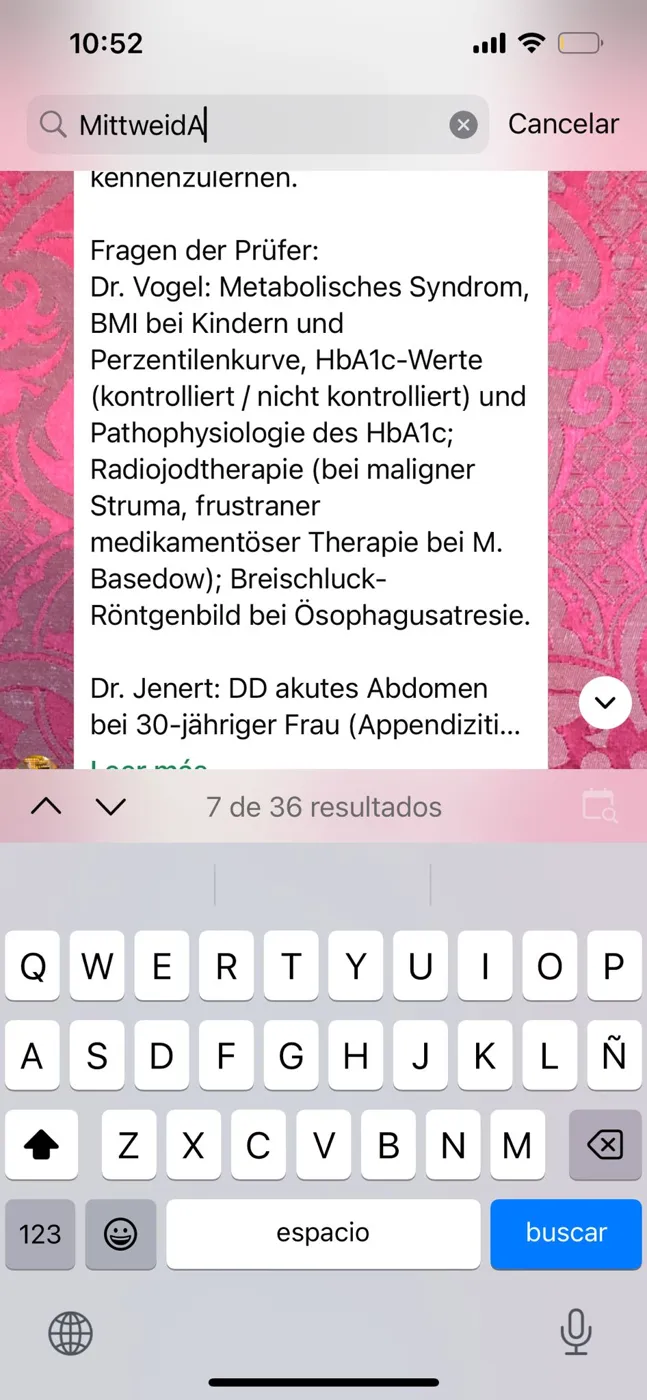 10:52
MittweidA
Cancelar
kennenzulernen.
Fragen der Prüfer:
Dr. Vogel: Metabolisches Syndrom,
BMI bei Kindern und
Perzentilenkurve, HbA1c-Werte
(kontrolliert / nicht kontrolliert) und
Pathophysiologie des HbA1c;
Radiojodtherapie (bei maligner
Struma, frustraner
medikamentöser Therapie bei M.
Basedow); Breischluck-
Röntgenbild bei Ösophagusatresie.
Dr. Jenert: DD akutes Abdomen
bei 30-jähriger Frau (Appendiziti...
Leer más
7 de 36 resultados
Q W E R T Y U I O P
A S D F G H J K L Ñ
Z X C V B N M
123
espacio
buscar